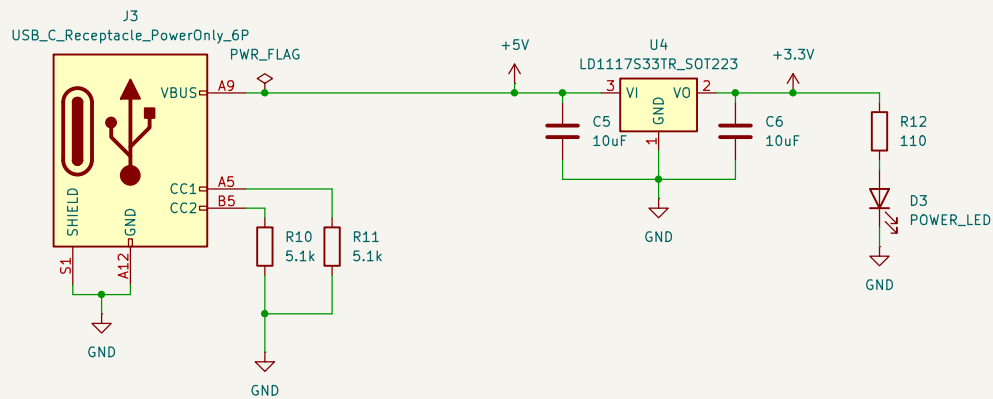 J3
USB_C_Receptacle_PowerOnly_6P
PWR_FLAG
VBUS
A9
CC1
A5
CC2
B5
SHIELD
GND
S1
A12
GND
R10
5.1k
R11
5.1k
GND
+5V
U4
LD1117S33TR_SOT223
3
VI
VO
2
GND
1
C5
10uF
C6
10uF
GND
+3.3V
R12
110
D3
POWER_LED
GND